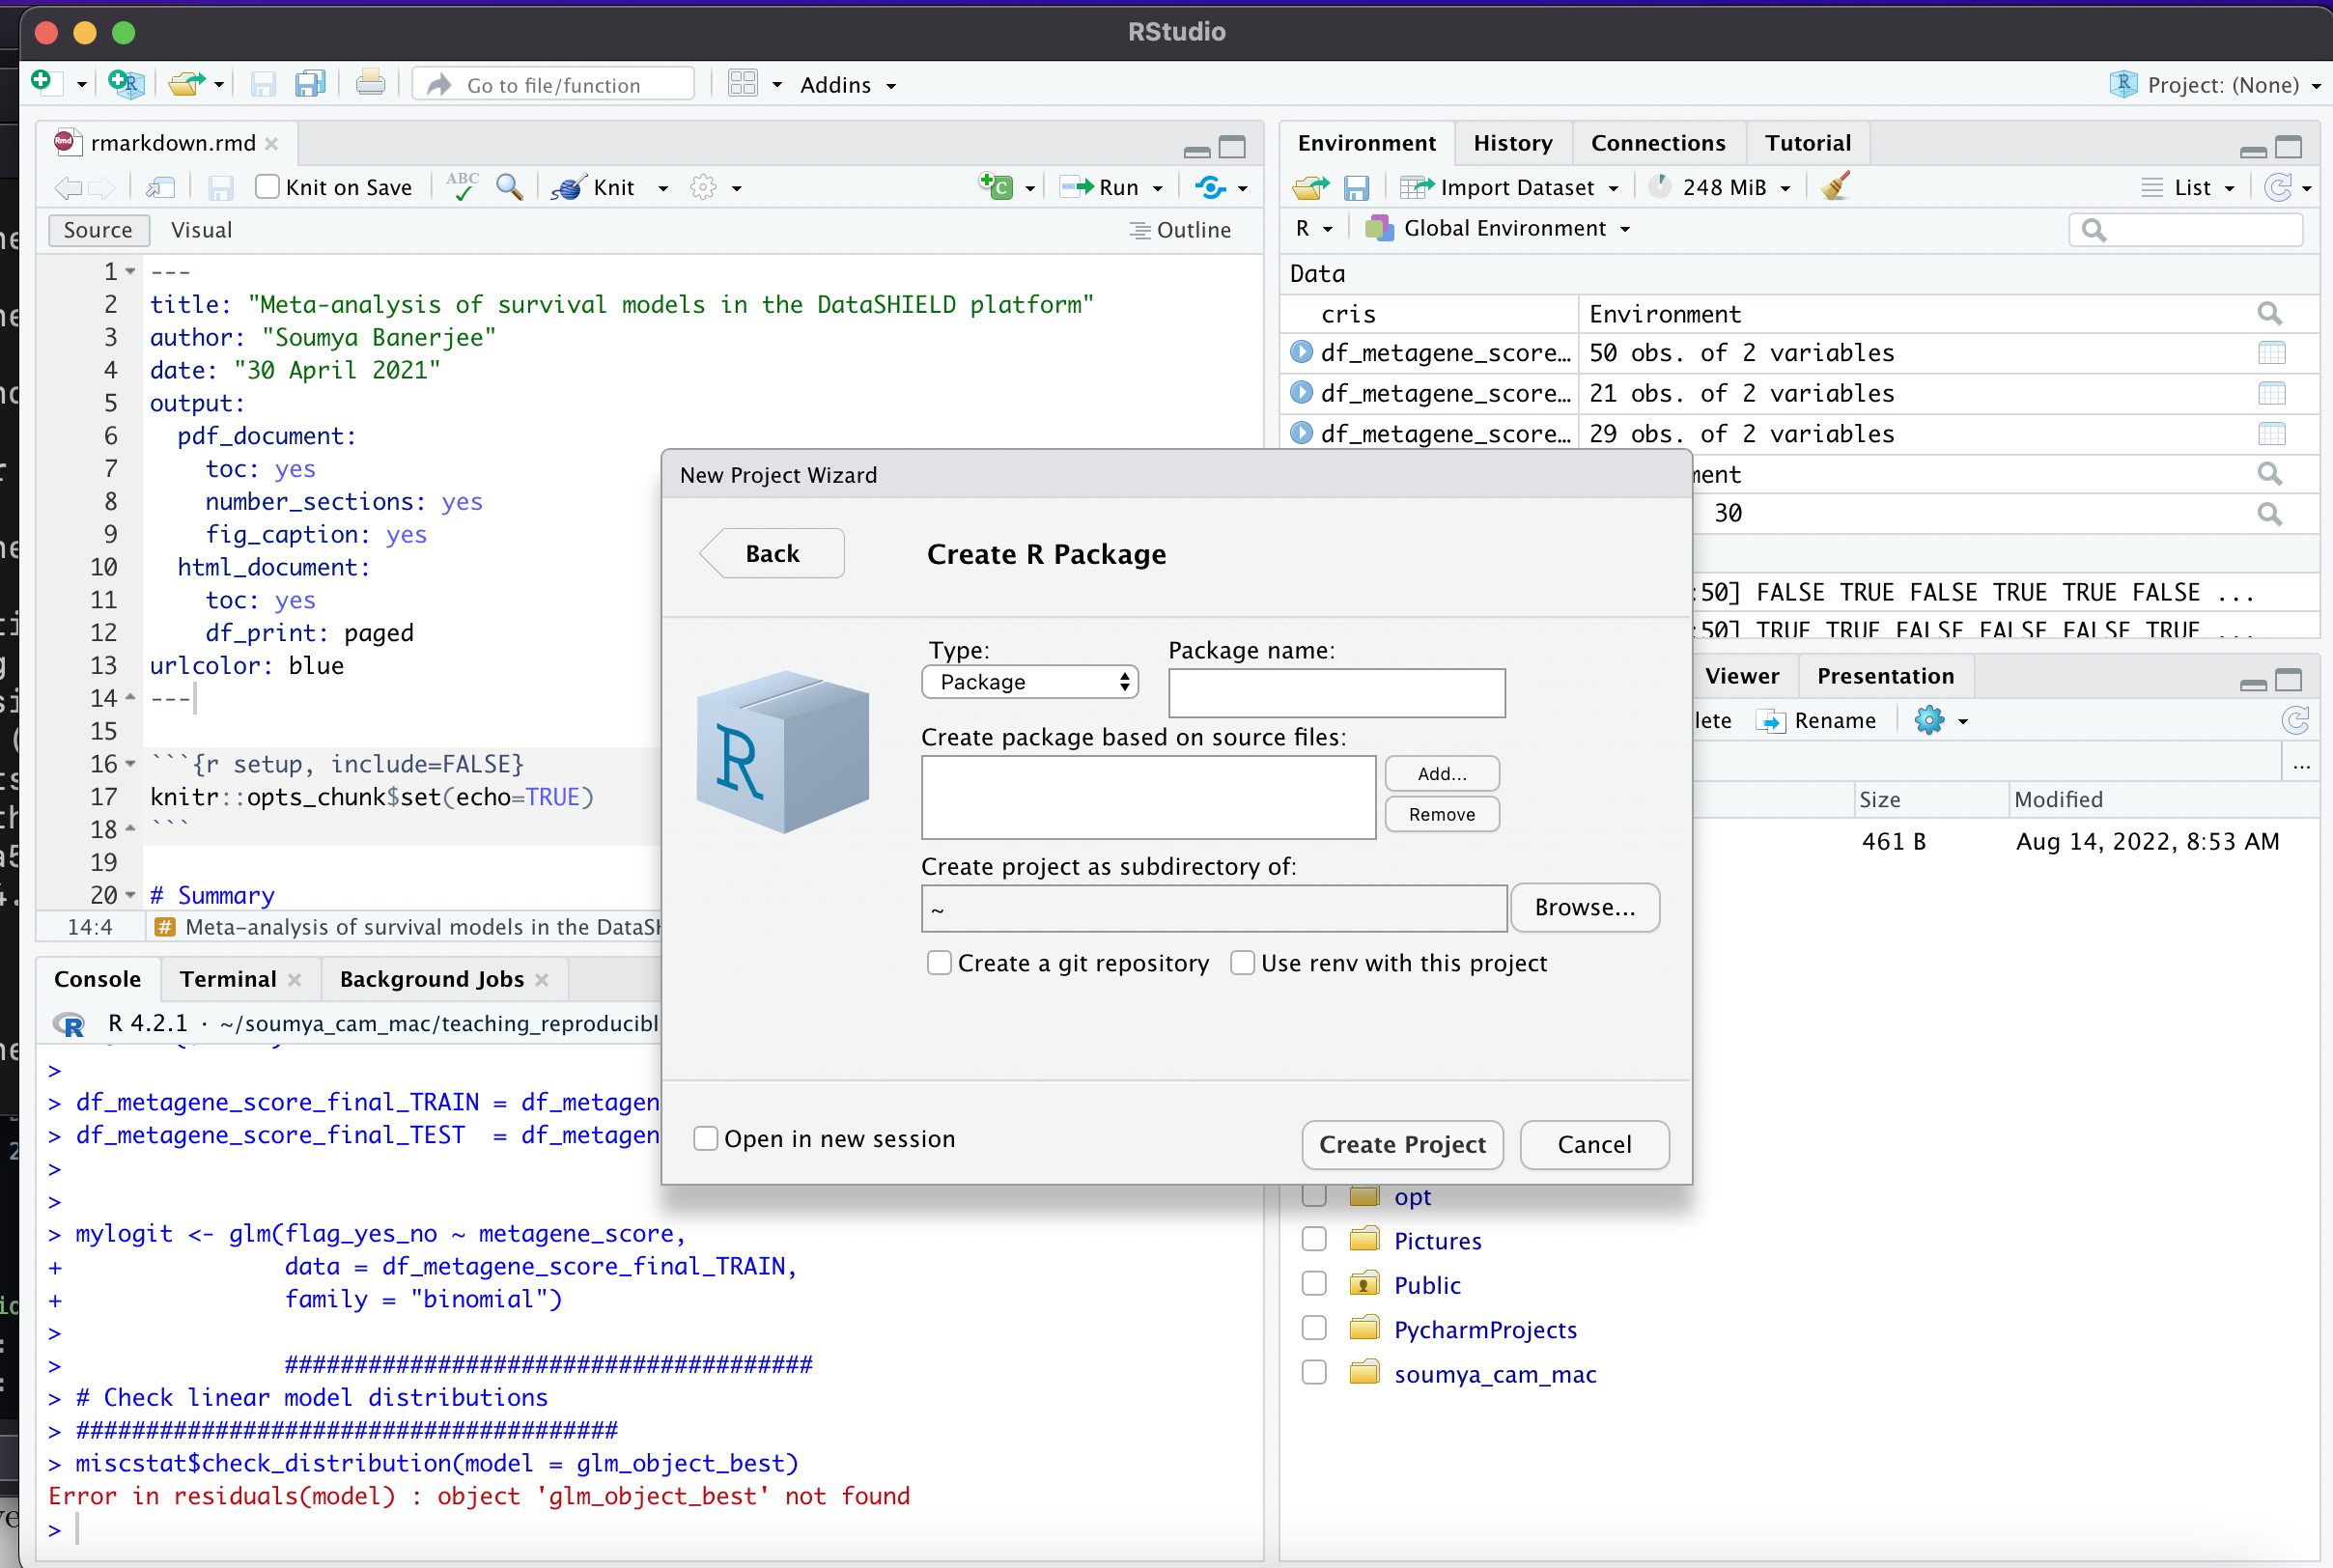 RStudio
Go to file/function
Addins
Project: (None)
rmarkdown.rmd
Knit on Save
ABC
Knit
Run
Source
Visual
Outline
1 ---
2 title: "Meta-analysis of survival models in the DataSHIELD platform"
3 author: "Soumya Banerjee"
4 date: "30 April 2021"
5 output:
6 pdf_document:
7 toc: yes
8 number_sections: yes
9 fig_caption: yes
10 html_document:
11 toc: yes
12 df_print: paged
13 urlcolor: blue
14 ---
15
16 ```{r setup, include=FALSE}
17 knitr::opts_chunk$set(echo=TRUE)
18 ```
19
20 # Summary
14:4 # Meta-analysis of survival models in the DataSH
Console Terminal Background Jobs
R 4.2.1 · ~/soumya_cam_mac/teaching_reproducibl
>
> df_metagene_score_final_TRAIN = df_metagen
> df_metagene_score_final_TEST = df_metagen
>
>
> mylogit <- glm(flag_yes_no ~ metagene_score,
+ data = df_metagene_score_final_TRAIN,
+ family = "binomial")
>
> ######################################
> # Check linear model distributions
> #######################################
> miscstat$check_distribution(model = glm_object_best)
Error in residuals(model) : object 'glm_object_best' not found
>
Environment History Connections Tutorial
Import Dataset 248 MiB List
R Global Environment
Data
cris Environment
df_metagene_score… 50 obs. of 2 variables
df_metagene_score… 21 obs. of 2 variables
df_metagene_score… 29 obs. of 2 variables
ment
30
:50] FALSE TRUE FALSE TRUE TRUE FALSE ...
:50] TRUE TRUE FALSE FALSE FALSE TRUE ...
Viewer Presentation
lete Rename
...
Size Modified
461 B Aug 14, 2022, 8:53 AM
opt
Pictures
Public
PycharmProjects
soumya_cam_mac
New Project Wizard
Back
Create R Package
Type:
Package
Package name:
Create package based on source files:
Add...
Remove
Create project as subdirectory of:
~
Browse...
Create a git repository
Use renv with this project
Open in new session
Create Project
Cancel